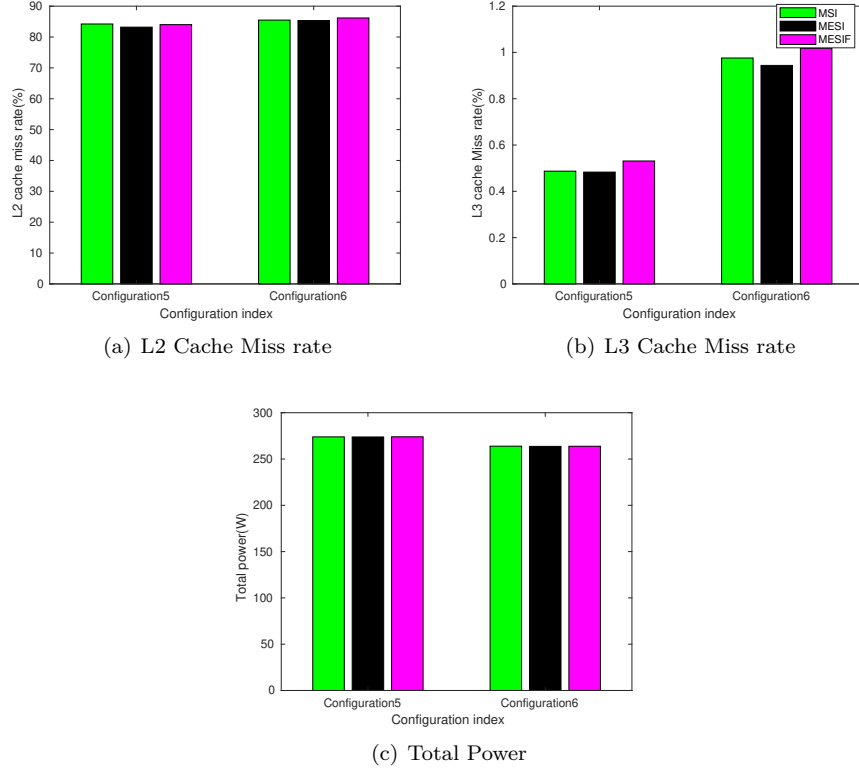 90
80
70
60
50
40
30
20
10
0
L2 cache miss rate(%)
Configuration5
Configuration6
Configuration index
(a) L2 Cache Miss rate
1.2
1
0.8
0.6
0.4
0.2
0
L3 cache Miss rate(%)
MSI
MESI
MESIF
Configuration5
Configuration6
Configuration index
(b) L3 Cache Miss rate
300
250
200
150
100
50
0
Total power(W)
Configuration5
Configuration6
Configuration index
(c) Total Power